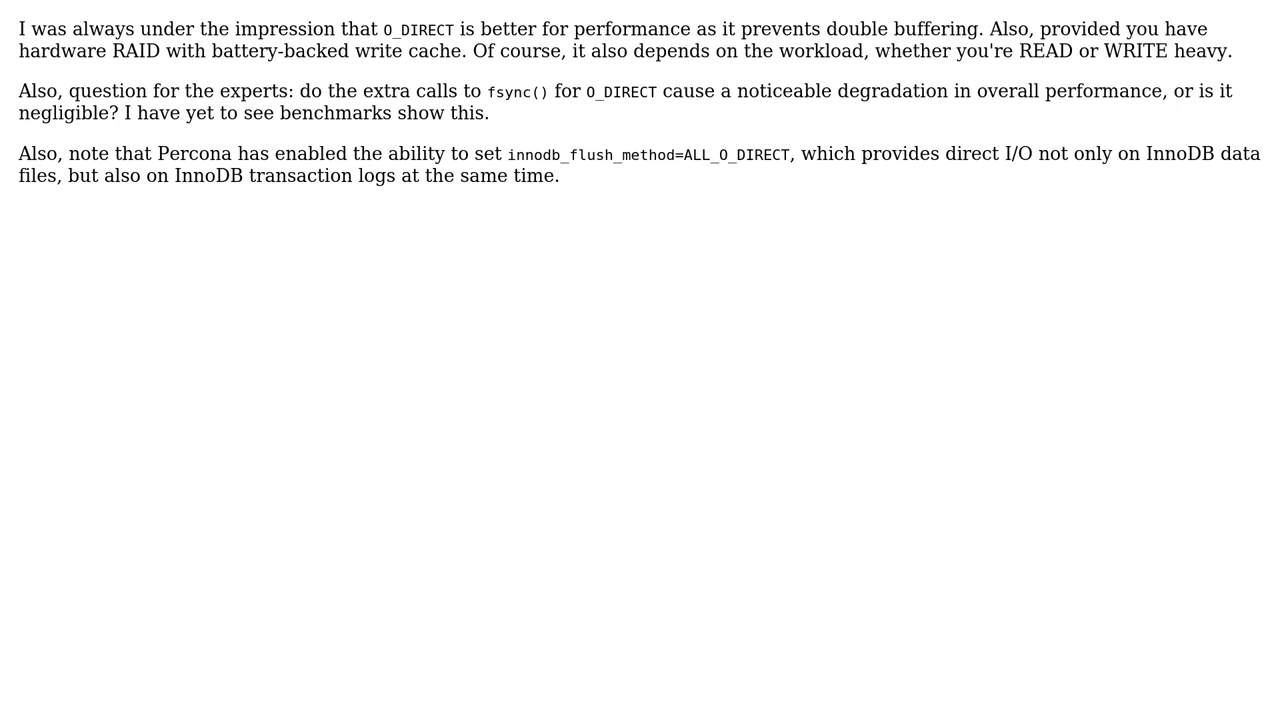 I was always under the impression that O_DIRECT is better for performance as it prevents double buffering. Also, provided you have
hardware RAID with battery-backed write cache. Of course, it also depends on the workload, whether you're READ or WRITE heavy.
Also, question for the experts: do the extra calls to fsync() for O_DIRECT cause a noticeable degradation in overall performance, or is it
negligible? I have yet to see benchmarks show this.
Also, note that Percona has enabled the ability to set innodb_flush_method=ALL_O_DIRECT, which provides direct I/O not only on InnoDB data
files, but also on InnoDB transaction logs at the same time.